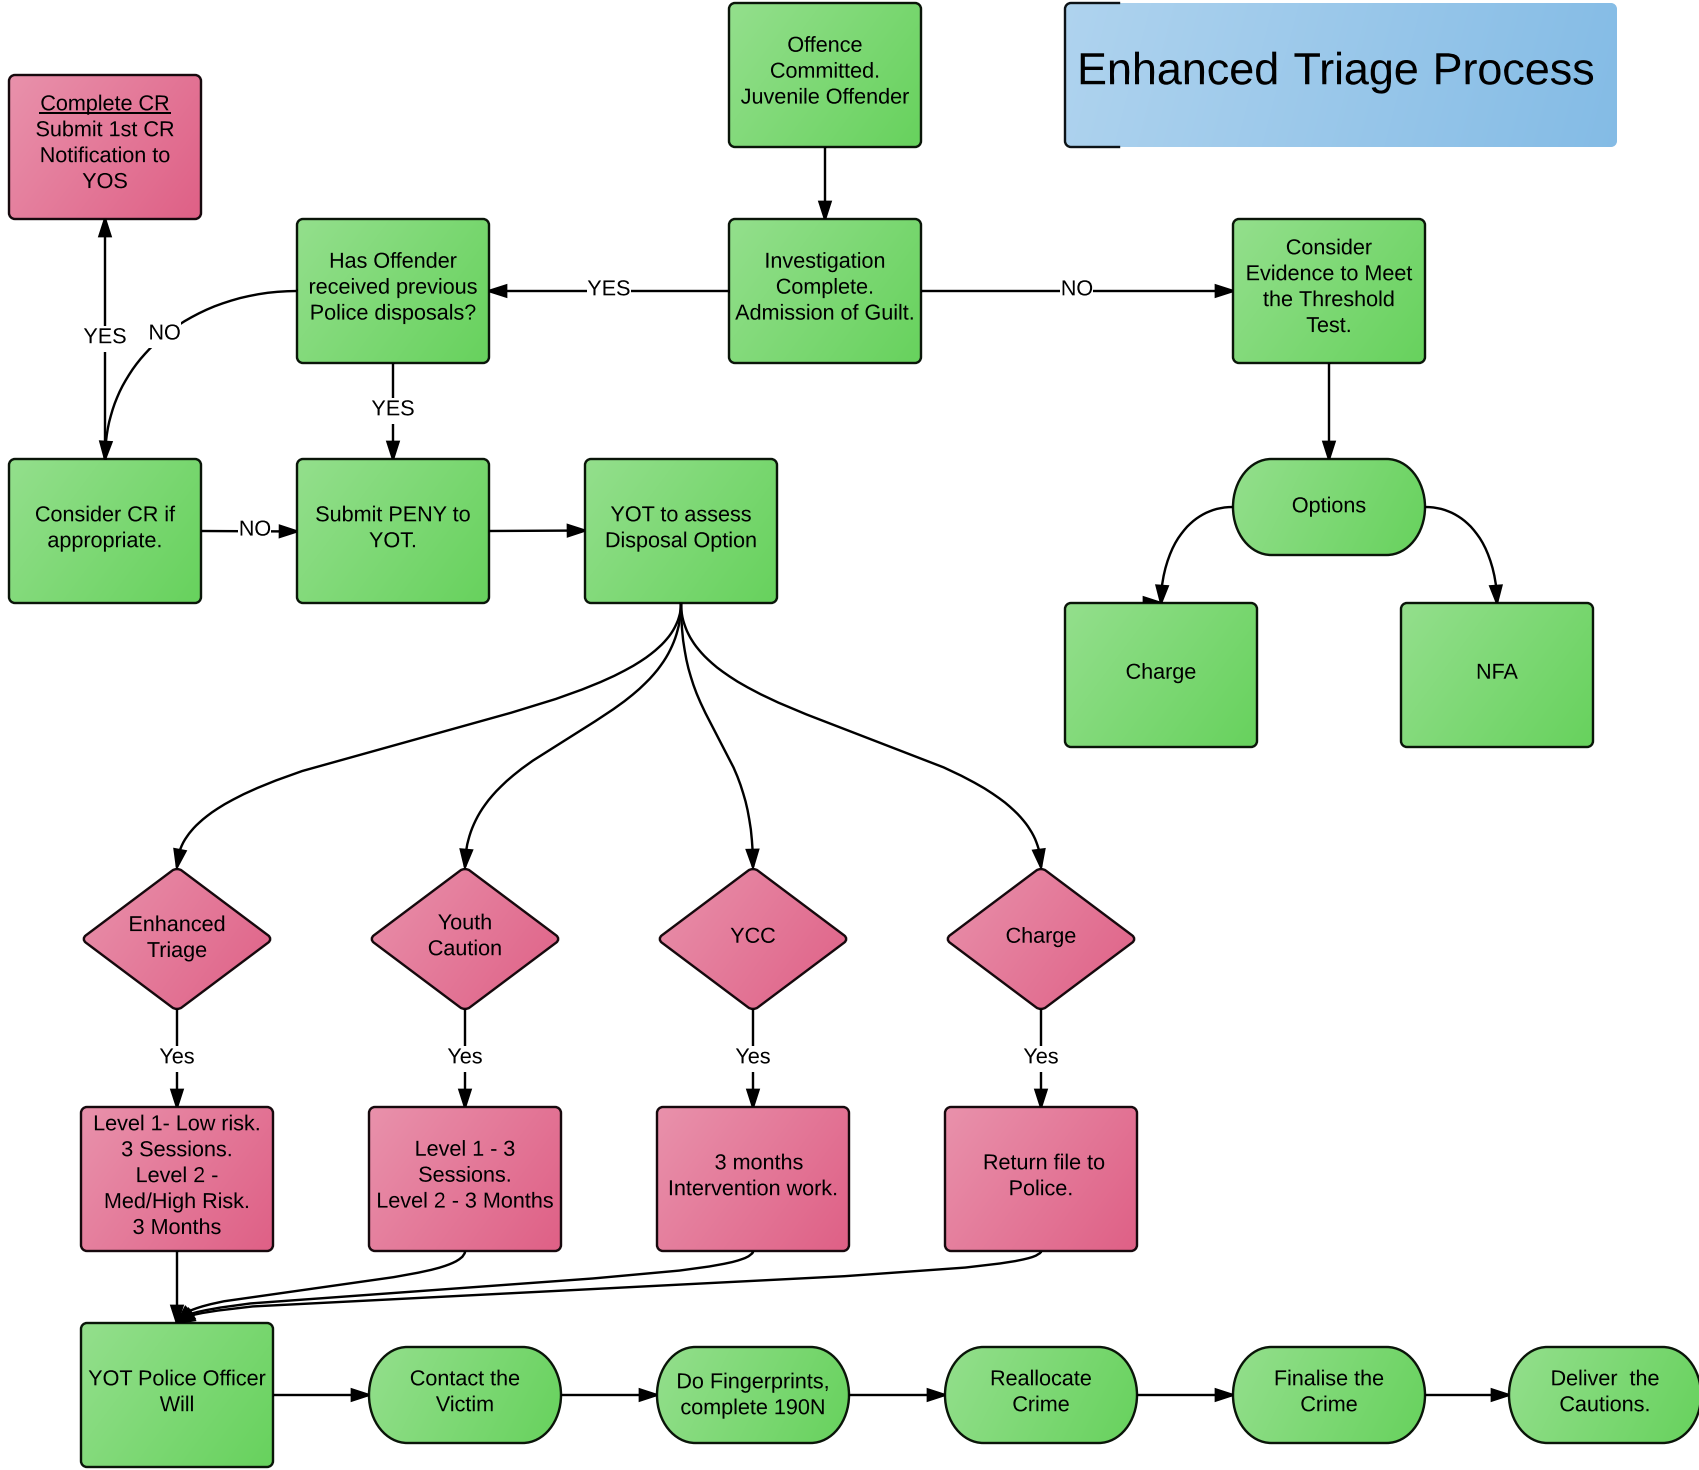 Enhanced Triage Process
Offence
Committed.
Juvenile Offender
Complete CR
Submit 1st CR
Notification to
YOS
Has Offender
received previous
Police disposals?
YES
Investigation
Complete.
Admission of Guilt.
NO
Consider
Evidence to Meet
the Threshold
Test.
YES
NO
YES
Consider CR if
appropriate.
NO
Submit PENY to
YOT.
YOT to assess
Disposal Option
Options
Charge
NFA
Enhanced
Triage
Youth
Caution
YCC
Charge
Yes
Yes
Yes
Yes
Level 1- Low risk.
3 Sessions.
Level 2 -
Med/High Risk.
3 Months
Level 1 - 3
Sessions.
Level 2 - 3 Months
3 months
Intervention work.
Return file to
Police.
YOT Police Officer
Will
Contact the
Victim
Do Fingerprints,
complete 190N
Reallocate
Crime
Finalise the
Crime
Deliver  the
Cautions.